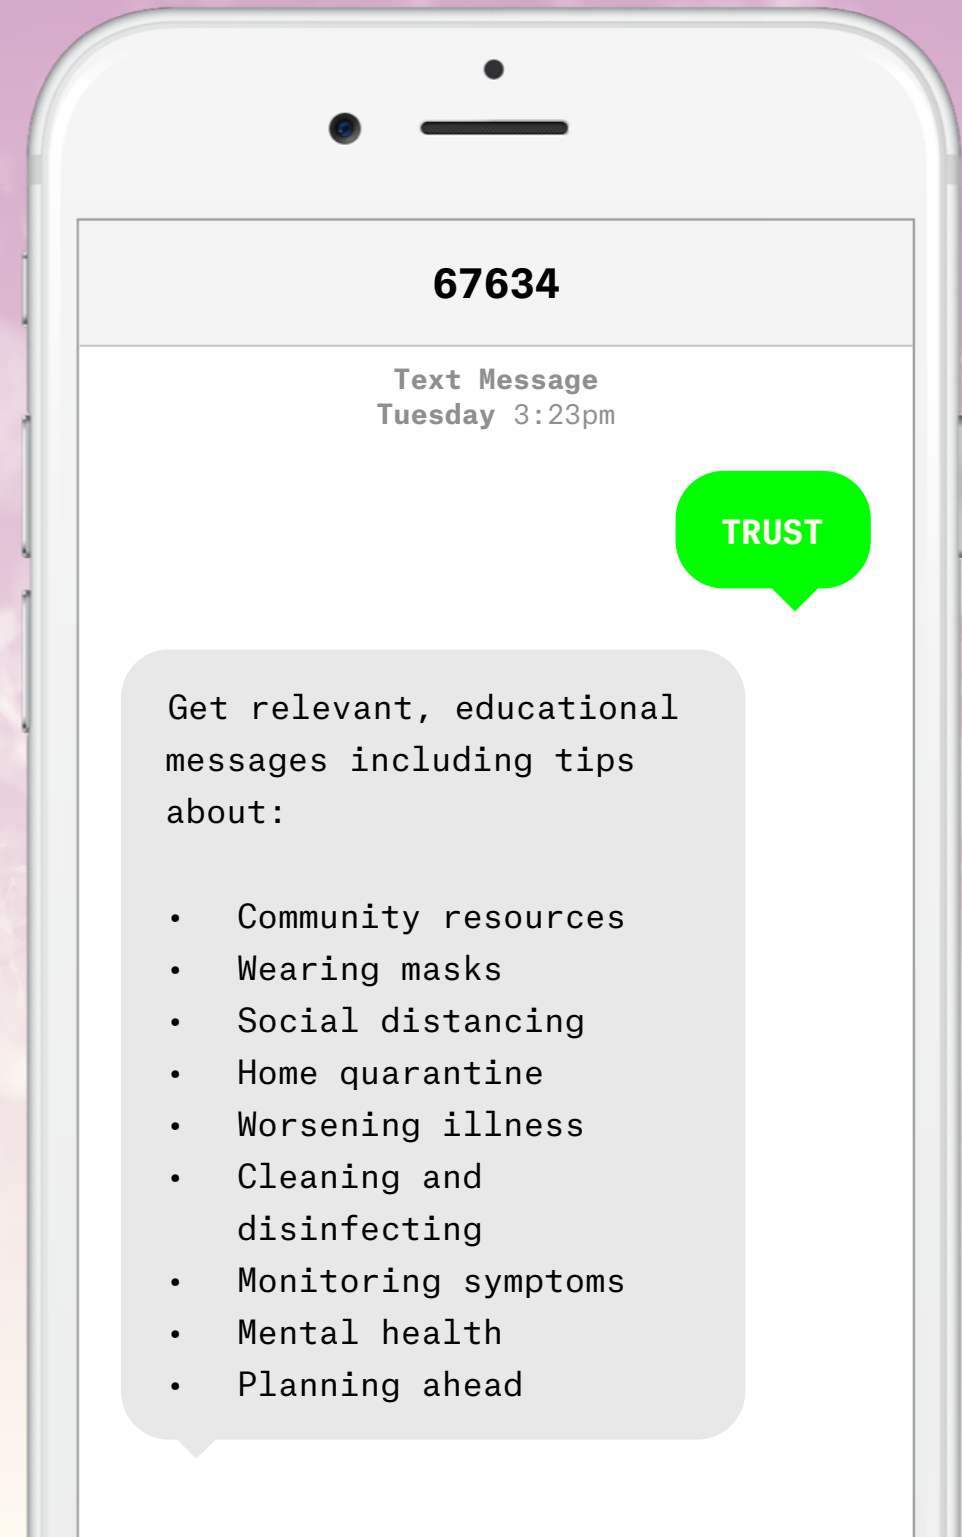 67634
Text Message
Tuesday 3:23pm
TRUST
Get relevant, educational
messages including tips
about:
• Community resources
• Wearing masks
• Social distancing
• Home quarantine
• Worsening illness
• Cleaning and
disinfecting
• Monitoring symptoms
• Mental health
• Planning ahead